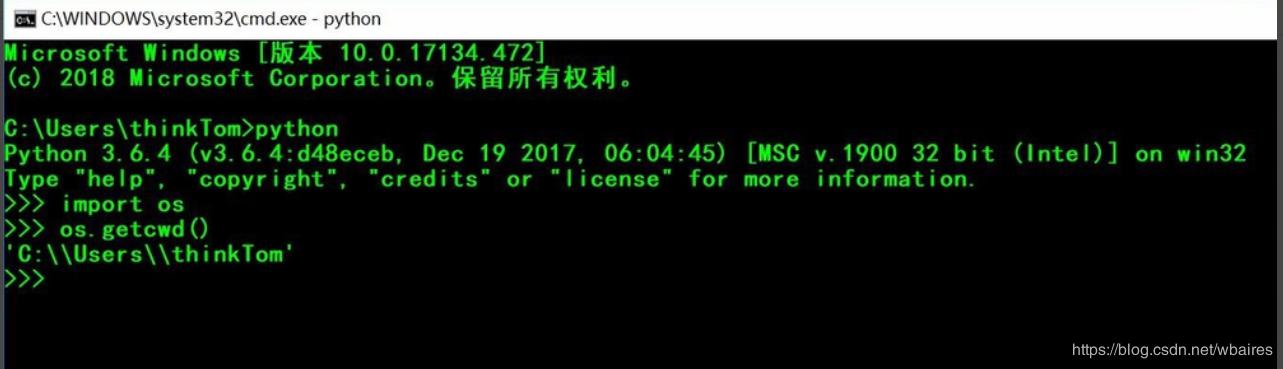 C:\WINDOWS\system32\cmd.exe - python
Microsoft Windows [版本 10.0.17134.472]
(c) 2018 Microsoft Corporation。保留所有权利。
C:\Users\thinkTom>python
Python 3.6.4 (v3.6.4:d48eceb, Dec 19 2017, 06:04:45) [MSC v.1900 32 bit (Intel)] on win32
Type "help", "copyright", "credits" or "license" for more information.
>>> import os
>>> os.getcwd()
'C:\\Users\\thinkTom'
>>>
https://blog.csdn.net/wbaires